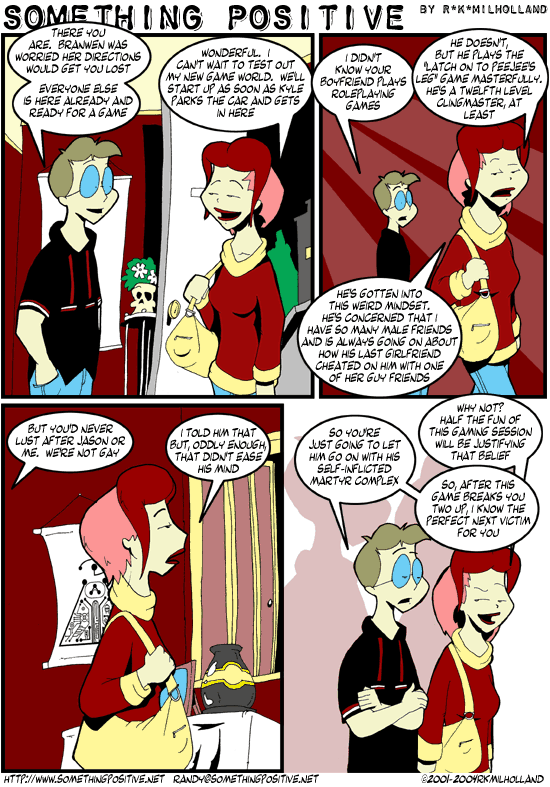 SOMETHING POSITIVE
BY R*K*MILHOLLAND
THERE YOU
ARE. BRANWEN WAS
WORRIED HER DIRECTIONS
WOULD GET YOU LOST
EVERYONE ELSE
IS HERE ALREADY AND
READY FOR A GAME
WONDERFUL. I
CAN'T WAIT TO TEST OUT
MY NEW GAME WORLD. WE'LL
START UP AS SOON AS KYLE
PARKS THE CAR AND GETS
IN HERE
I DIDN'T
KNOW YOUR
BOYFRIEND PLAYS
ROLEPLAYING
GAMES
HE DOESN'T,
BUT HE PLAYS THE
"LATCH ON TO PEEJEE'S
LEG" GAME MASTERFULLY.
HE'S A TWELFTH LEVEL
CLINGMASTER, AT
LEAST
HE'S GOTTEN INTO
THIS WEIRD MINDSET.
HE'S CONCERNED THAT I
HAVE SO MANY MALE FRIENDS
AND IS ALWAYS GOING ON ABOUT
HOW HIS LAST GIRLFRIEND
CHEATED ON HIM WITH ONE
OF HER GUY FRIENDS
BUT YOU'D NEVER
LUST AFTER JASON OR
ME. WE'RE NOT GAY
I TOLD HIM THAT
BUT, ODDLY ENOUGH,
THAT DIDN'T EASE
HIS MIND
SO YOU'RE
JUST GOING TO LET
HIM GO ON WITH HIS
SELF-INFLICTED
MARTYR COMPLEX
WHY NOT?
HALF THE FUN OF
THIS GAMING SESSION
WILL BE JUSTIFYING
THAT BELIEF
SO, AFTER THIS
GAME BREAKS YOU
TWO UP, I KNOW THE
PERFECT NEXT VICTIM
FOR YOU
HTTP://WWW.SOMETHINGPOSITIVE.NET RANDY@SOMETHINGPOSITIVE.NET
©2001-2004RKMILHOLLAND